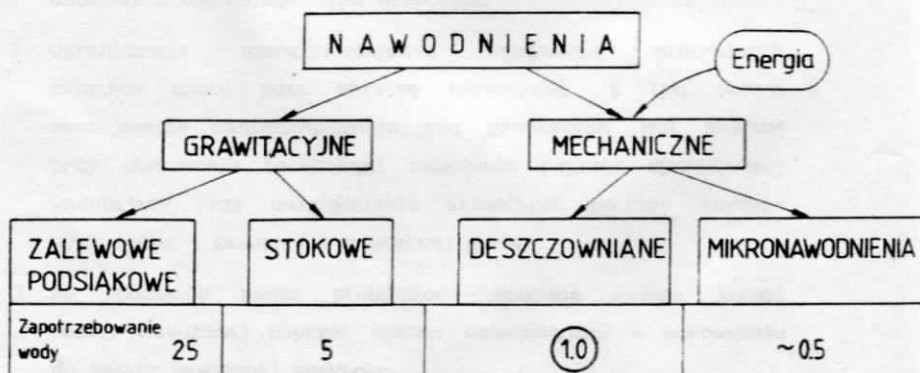 NAWODNIENIA
Energia
GRAWITACYJNE
MECHANICZNE
ZALEWOWE
PODSIĄKOWE
STOKOWE
DESZCZOWNIANE
MIKRONAWODNIENIA
Zapotrzebowanie
wody
25
5
1.0
~0.5